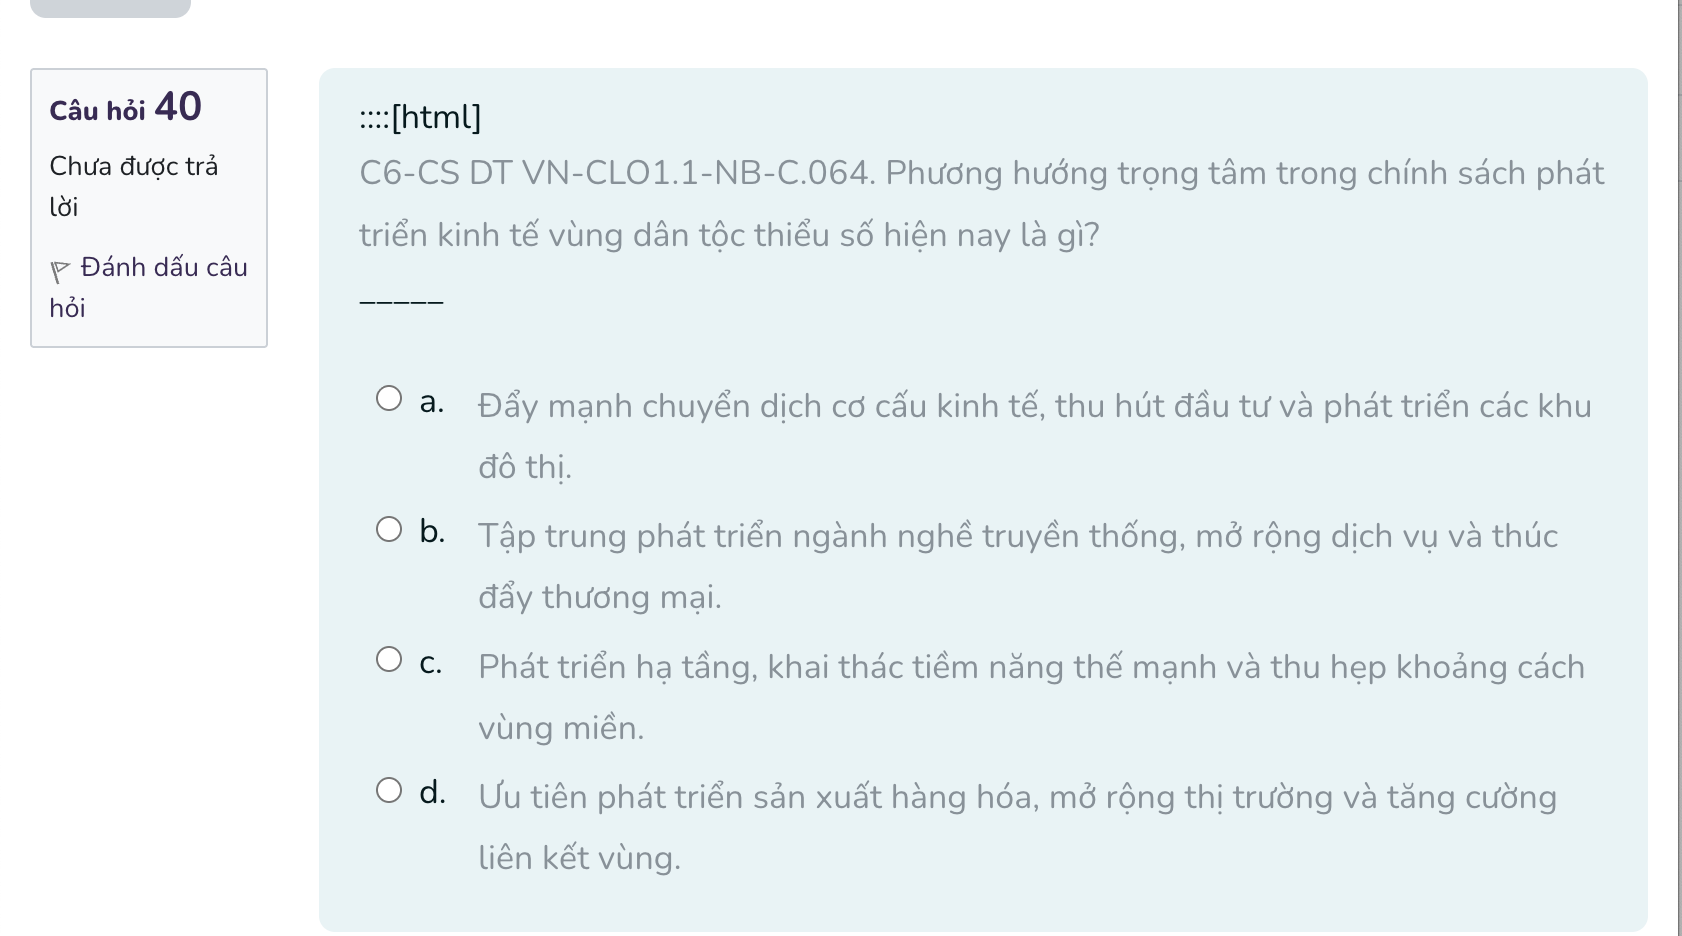 Câu hỏi 40
Chưa được trả
lời
Đánh dấu câu
hỏi
::::[html]
C6-CS DT VN-CLO1.1-NB-C.064. Phương hướng trọng tâm trong chính sách phát
triển kinh tế vùng dân tộc thiểu số hiện nay là gì?
_____
a. Đẩy mạnh chuyển dịch cơ cấu kinh tế, thu hút đầu tư và phát triển các khu
đô thị.
b. Tập trung phát triển ngành nghề truyền thống, mở rộng dịch vụ và thúc
đẩy thương mại.
c. Phát triển hạ tầng, khai thác tiềm năng thế mạnh và thu hẹp khoảng cách
vùng miền.
d. Ưu tiên phát triển sản xuất hàng hóa, mở rộng thị trường và tăng cường
liên kết vùng.